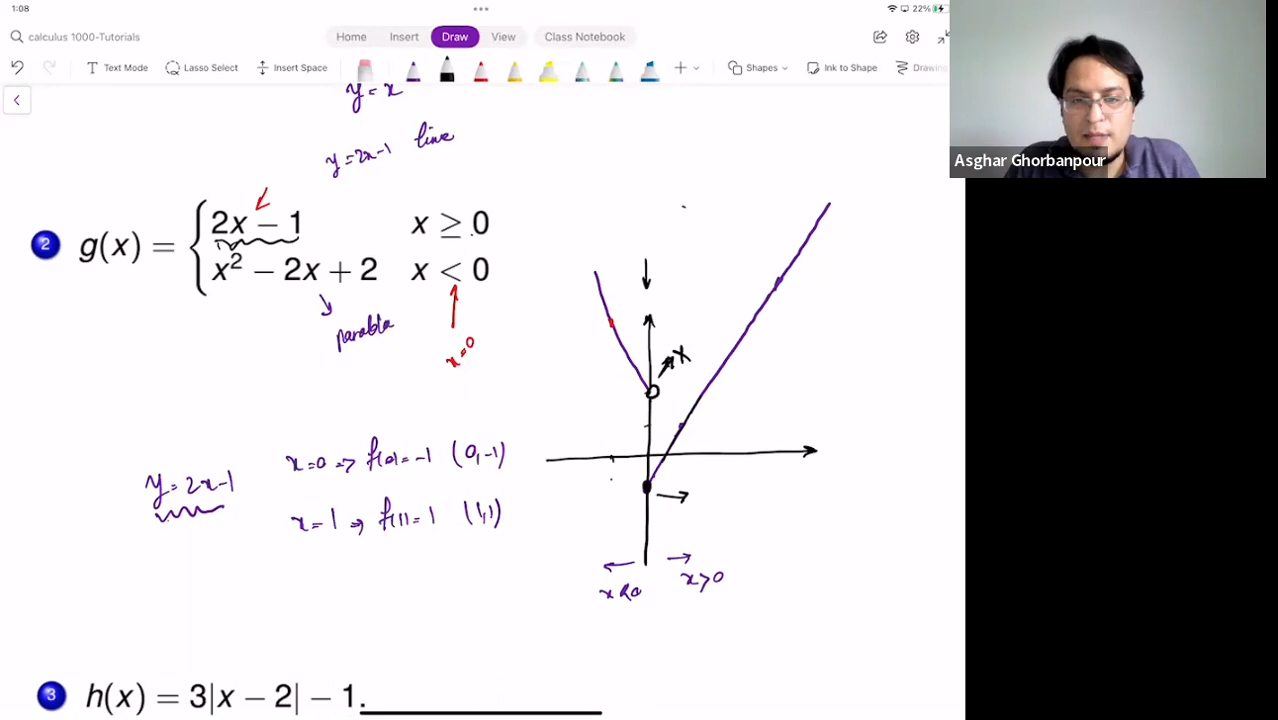 1:08
22%
calculus 1000-Tutorials
Home Insert Draw View Class Notebook
Text Mode Lasso Select Insert Space Shapes Ink to Shape Drawing
y = x
y = 2x-1 line
2 g(x) = { 2x − 1 x ≥ 0
x² − 2x + 2 x < 0
parabla
x=0
X
x=0 => f(0)=-1 (0,-1)
y=2x-1
x=1 => f(1)=1 (1,1)
x<0 x>0
3 h(x) = 3|x − 2| − 1.
Asghar Ghorbanpour